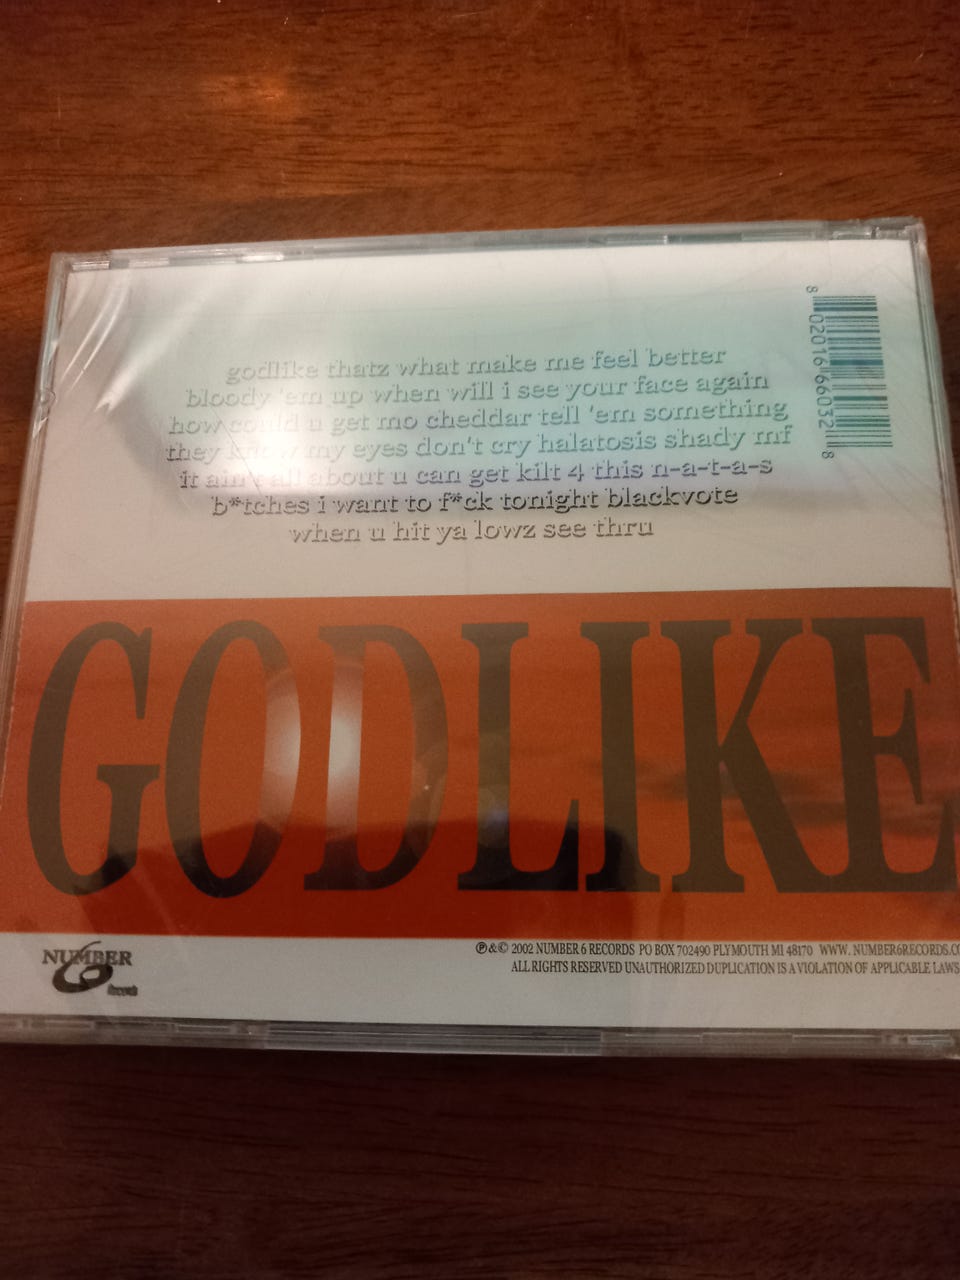 godlike thatz what make me feel better
bloody 'em up when will i see your face again
how could u get mo cheddar tell 'em something
they know my eyes don't cry halatosis shady mf
it ain't all about u can get kilt 4 this n-a-t-a-s
b*tches i want to f*ck tonight blackvote
when u hit ya lowz see thru
8 02016 66032 8
GODLIKE
NUMBER
6
Records
℗&© 2002 NUMBER 6 RECORDS PO BOX 702490 PLYMOUTH MI 48170 WWW.NUMBER6RECORDS.CO
ALL RIGHTS RESERVED UNAUTHORIZED DUPLICATION IS A VIOLATION OF APPLICABLE LAWS